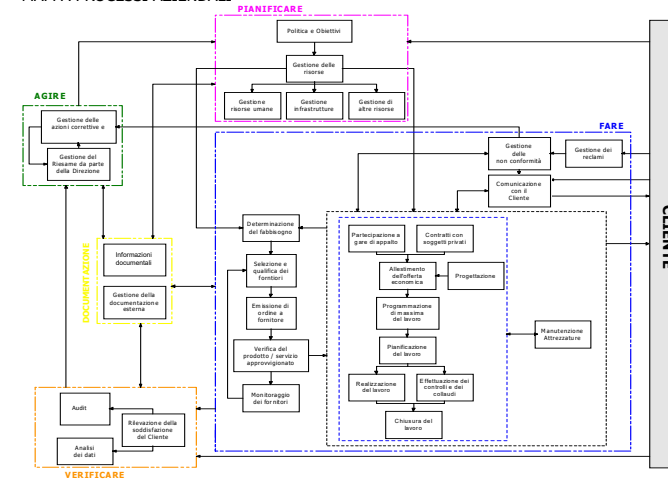 PIANIFICARE
Politica e Obiettivi
Gestione delle
risorse
Gestione
risorse umane
Gestione
infrastrutture
Gestione di
altre risorse
AGIRE
Gestione delle
azioni correttive e
Gestione del
Riesame da parte
della Direzione
FARE
Gestione
delle
non conformità
Gestione dei
reclami
Comunicazione
con il
Cliente
CLIENTE
Determinazione
del fabbisogno
Selezione e
qualifica dei
fornitori
Emissione di
ordine a
fornitore
Verifica del
prodotto / servizio
approvvigionato
Monitoraggio
dei fornitori
Partecipazione a
gare di appalto
Contratti con
soggetti privati
Allestimento
dell'offerta
economica
Progettazione
Programmazione
di massima
del lavoro
Pianificazione
del lavoro
Realizzazione
del lavoro
Effettuazione dei
controlli e dei
collaudi
Chiusura del
lavoro
Manutenzione
Attrezzature
DOCUMENTAZIONE
Informazioni
documentali
Gestione della
documentazione
esterna
Audit
Rilevazione della
soddisfazione
del Cliente
Analisi
dei dati
VERIFICARE